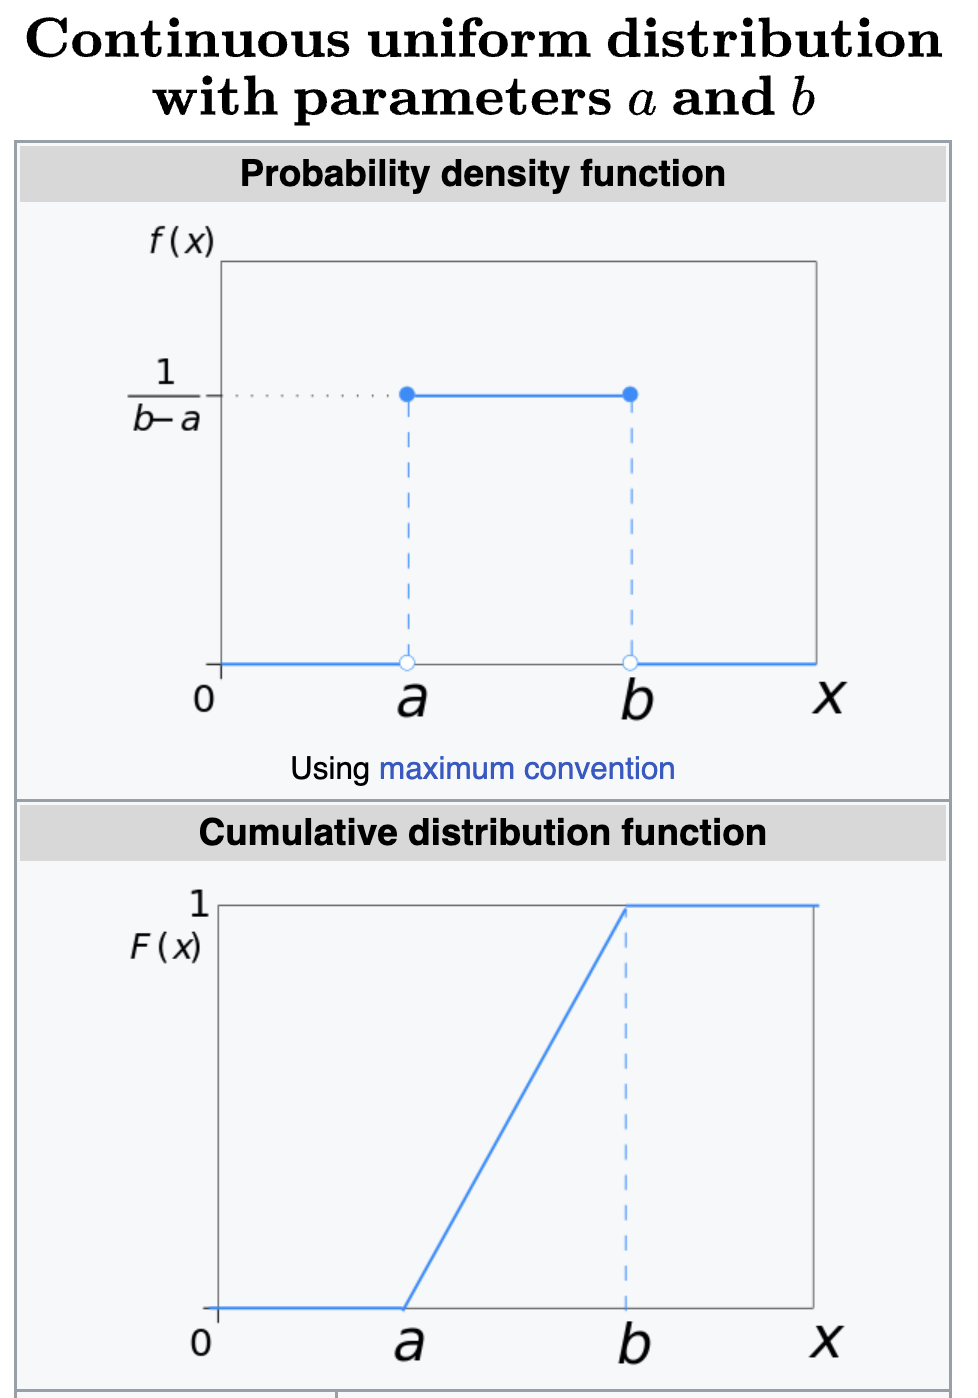 Continuous uniform distribution
with parameters a and b
Probability density function
f(x)
1
b−a
0
a
b
x
Using maximum convention
Cumulative distribution function
1
F(x)
0
a
b
x